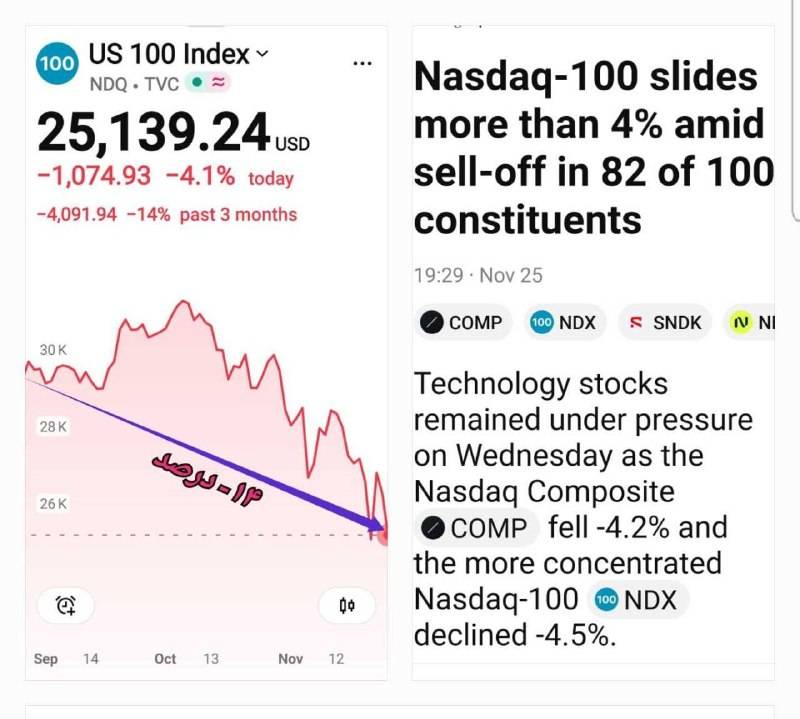 100
US 100 Index
NDQ • TVC
25,139.24 USD
−1,074.93 −4.1% today
−4,091.94 −14% past 3 months
30 K
28 K
26 K
۱۴- درصد
Sep 14 Oct 13 Nov 12
Nasdaq-100 slides
more than 4% amid
sell-off in 82 of 100
constituents
19:29 · Nov 25
COMP 100 NDX SNDK
Technology stocks
remained under pressure
on Wednesday as the
Nasdaq Composite
COMP fell -4.2% and
the more concentrated
Nasdaq-100 100 NDX
declined -4.5%.